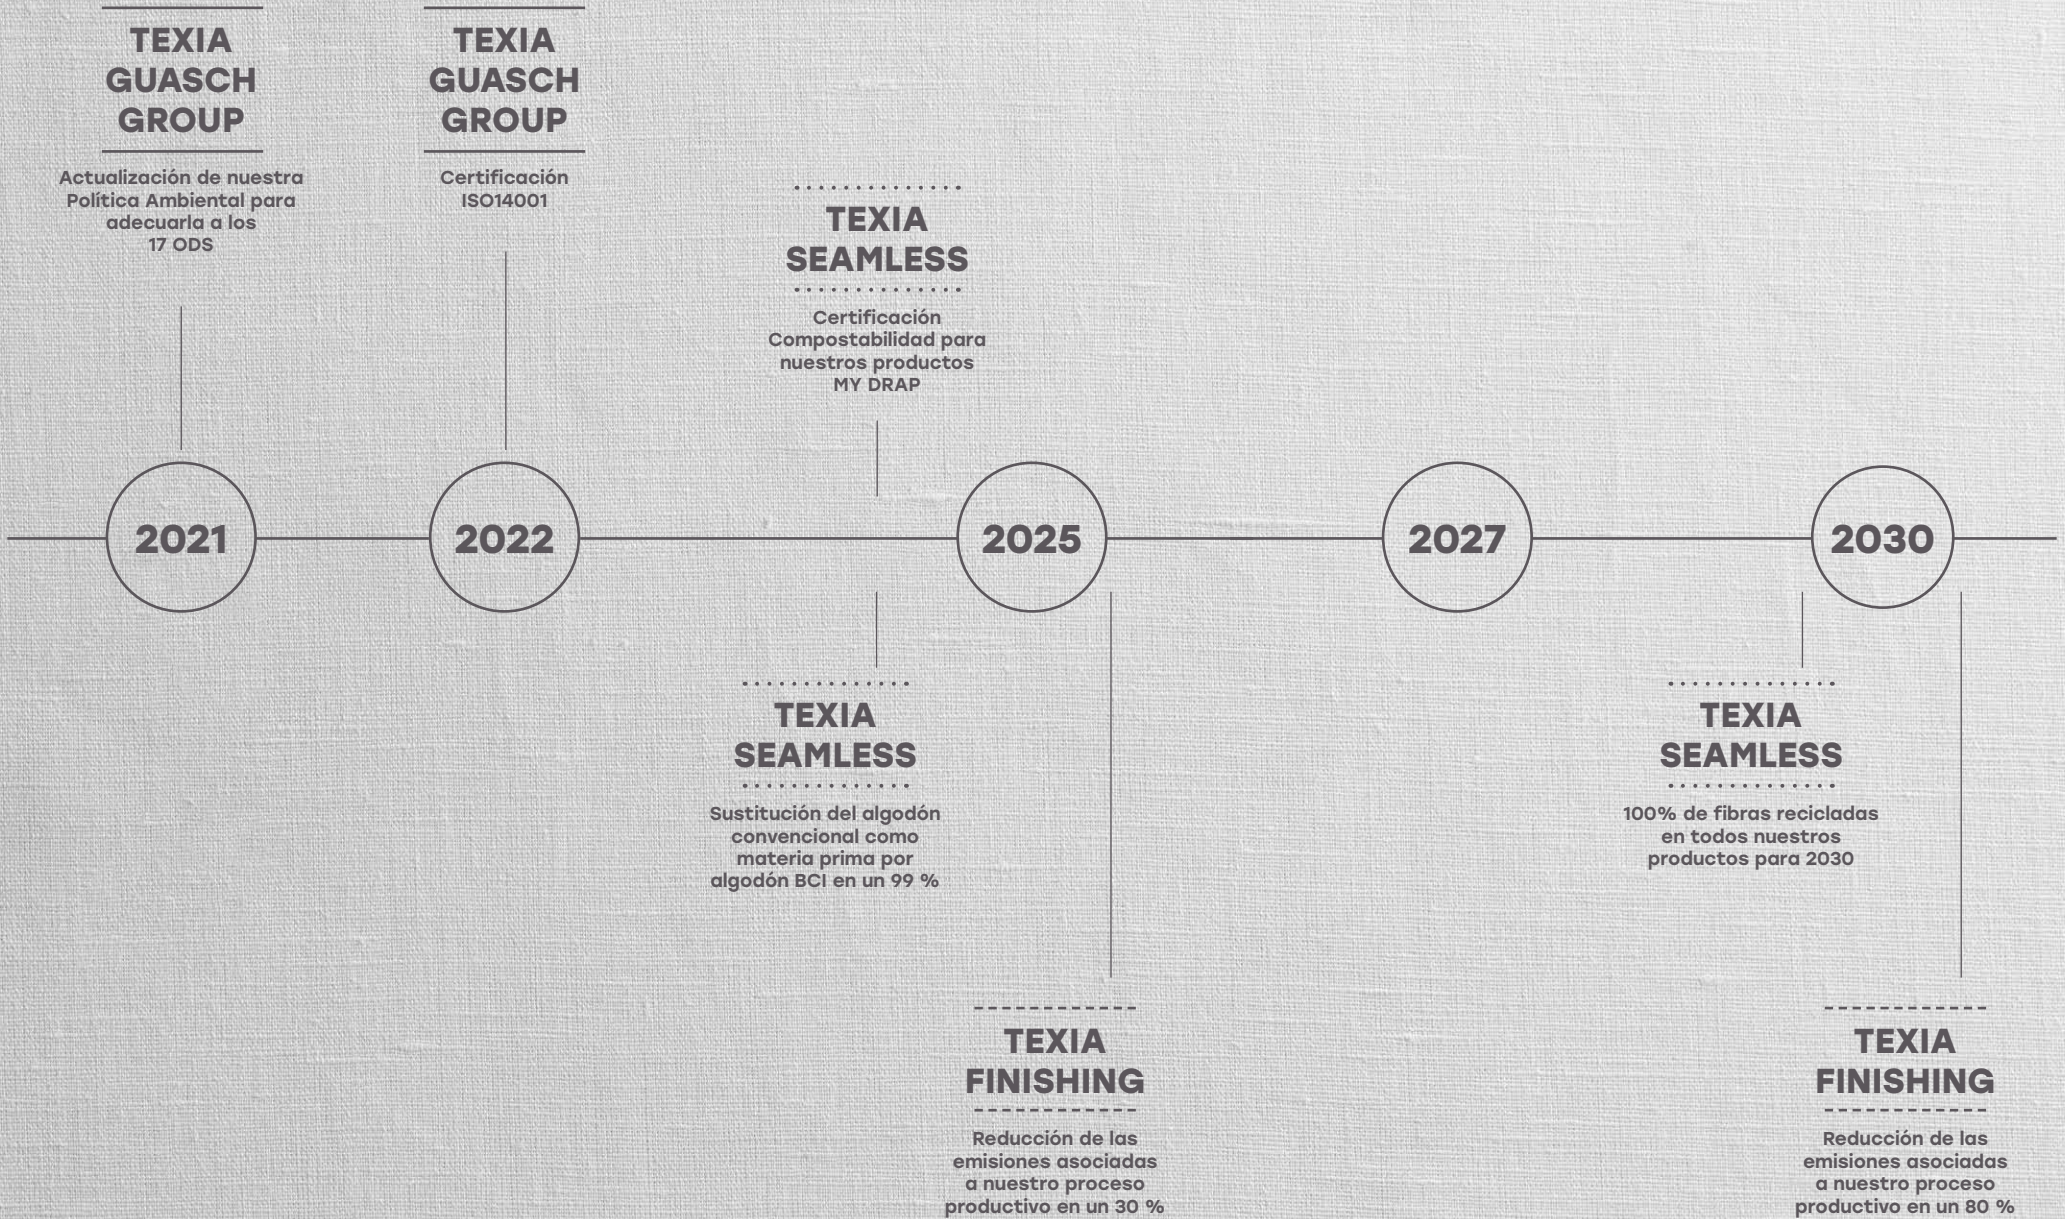 TEXIA
GUASCH
GROUP
Actualización de nuestra
Política Ambiental para
adecuarla a los
17 ODS
TEXIA
GUASCH
GROUP
Certificación
ISO14001
TEXIA
SEAMLESS
Certificación
Compostabilidad para
nuestros productos
MY DRAP
2021
2022
2025
2027
2030
TEXIA
SEAMLESS
Sustitución del algodón
convencional como
materia prima por
algodón BCI en un 99 %
TEXIA
SEAMLESS
100% de fibras recicladas
en todos nuestros
productos para 2030
TEXIA
FINISHING
Reducción de las
emisiones asociadas
a nuestro proceso
productivo en un 30 %
TEXIA
FINISHING
Reducción de las
emisiones asociadas
a nuestro proceso
productivo en un 80 %